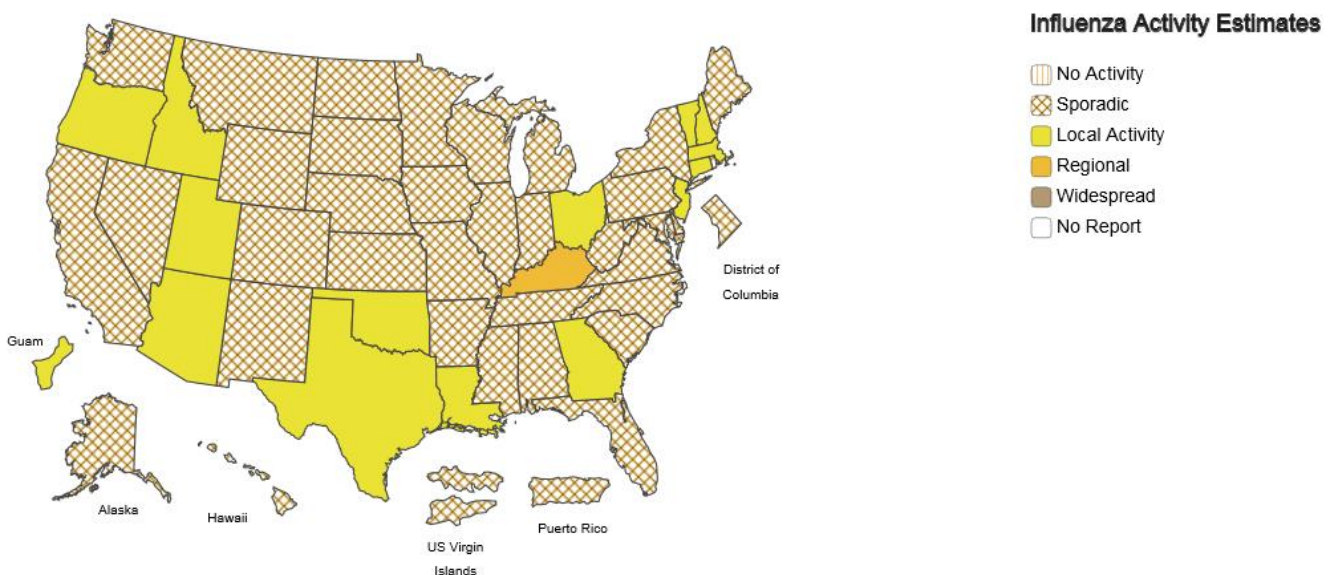 Influenza Activity Estimates
No Activity
Sporadic
Local Activity
Regional
Widespread
No Report
District of
Columbia
Guam
Alaska
Hawaii
US Virgin
Islands
Puerto Rico